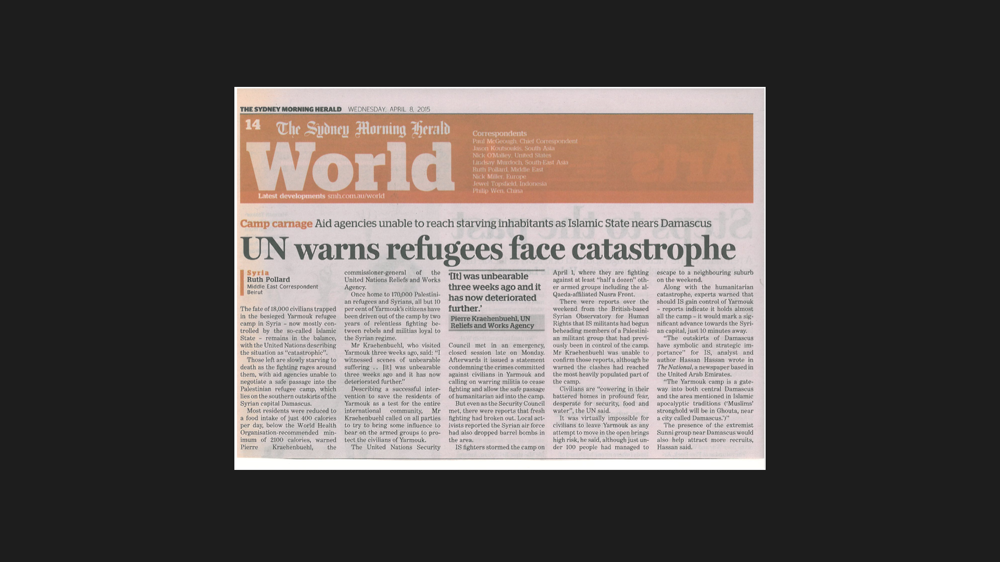 THE SYDNEY MORNING HERALD WEDNESDAY, APRIL 8, 2015
14
The Sydney Morning Herald
World
Latest developments smh.com.au/world
Correspondents
Paul McGeough, Chief Correspondent
Jason Koutsoukis, South Asia
Nick O'Malley, United States
Lindsay Murdoch, South-East Asia
Ruth Pollard, Middle East
Nick Miller, Europe
Jewel Topsfield, Indonesia
Philip Wen, China
Camp carnage Aid agencies unable to reach starving inhabitants as Islamic State nears Damascus
UN warns refugees face catastrophe
Syria
Ruth Pollard
Middle East Correspondent
Beirut
The fate of 18,000 civilians trapped
in the besieged Yarmouk refugee
camp in Syria – now mostly con-
trolled by the so-called Islamic
State – remains in the balance,
with the United Nations describing
the situation as “catastrophic”.
Those left are slowly starving to
death as the fighting rages around
them, with aid agencies unable to
negotiate a safe passage into the
Palestinian refugee camp, which
lies on the southern outskirts of the
Syrian capital Damascus.
Most residents were reduced to
a food intake of just 400 calories
per day, below the World Health
Organisation-recommended min-
imum of 2100 calories, warned
Pierre Kraehenbuehl, the
commissioner-general of the
United Nations Reliefs and Works
Agency.
Once home to 170,000 Palestini-
an refugees and Syrians, all but 10
per cent of Yarmouk's citizens have
been driven out of the camp by two
years of relentless fighting be-
tween rebels and militias loyal to
the Syrian regime.
Mr Kraehenbuehl, who visited
Yarmouk three weeks ago, said: “I
witnessed scenes of unbearable
suffering .. [it] was unbearable
three weeks ago and it has now
deteriorated further.”
Describing a successful inter-
vention to save the residents of
Yarmouk as a test for the entire
international community, Mr
Kraehenbuehl called on all parties
to try to bring some influence to
bear on the armed groups to pro-
tect the civilians of Yarmouk.
The United Nations Security
‘[It] was unbearable
three weeks ago and it
has now deteriorated
further.’
Pierre Kraehenbuehl, UN
Reliefs and Works Agency
Council met in an emergency,
closed session late on Monday.
Afterwards it issued a statement
condemning the crimes committed
against civilians in Yarmouk and
calling on warring militia to cease
fighting and allow the safe passage
of humanitarian aid into the camp.
But even as the Security Council
met, there were reports that fresh
fighting had broken out. Local act-
ivists reported the Syrian air force
had also dropped barrel bombs in
the area.
IS fighters stormed the camp on
April 1, where they are fighting
against at least “half a dozen” oth-
er armed groups including the al-
Qaeda-affiliated Nusra Front.
There were reports over the
weekend from the British-based
Syrian Observatory for Human
Rights that IS militants had begun
beheading members of a Palestini-
an militant group that had previ-
ously been in control of the camp.
Mr Kraehenbuehl was unable to
confirm those reports, although he
warned the clashes had reached
the most heavily populated part of
the camp.
Civilians are “cowering in their
battered homes in profound fear,
desperate for security, food and
water”, the UN said.
It was virtually impossible for
civilians to leave Yarmouk as any
attempt to move in the open brings
high risk, he said, although just un-
der 100 people had managed to
escape to a neighbouring suburb
on the weekend.
Along with the humanitarian
catastrophe, experts warned that
should IS gain control of Yarmouk
– reports indicate it holds almost
all the camp – it would mark a sig-
nificant advance towards the Syri-
an capital, just 10 minutes away.
“The outskirts of Damascus
have symbolic and strategic im-
portance” for IS, analyst and
author Hassan Hassan wrote in
The National, a newspaper based in
the United Arab Emirates.
“The Yarmouk camp is a gate-
way into both central Damascus
and the area mentioned in Islamic
apocalyptic traditions (‘Muslims’
stronghold will be in Ghouta, near
a city called Damascus.’)”
The presence of the extremist
Sunni group near Damascus would
also help attract more recruits,
Hassan said.